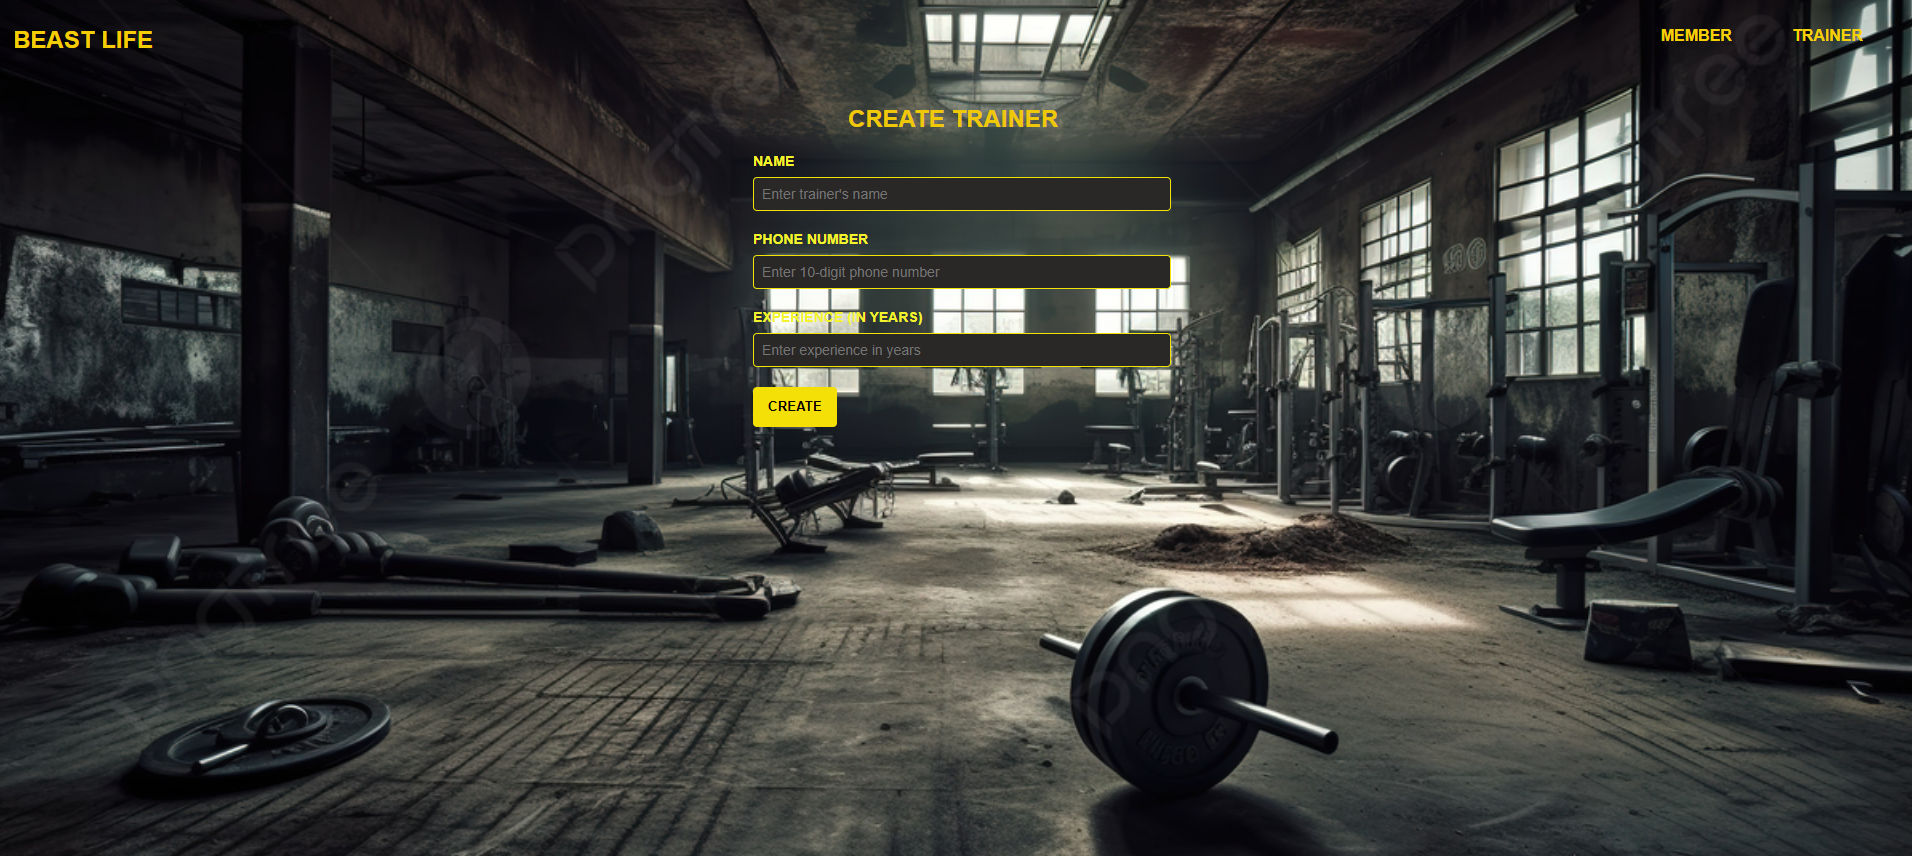 BEAST LIFE
MEMBER
TRAINER
CREATE TRAINER
NAME
Enter trainer's name
PHONE NUMBER
Enter 10-digit phone number
EXPERIENCE (IN YEARS)
Enter experience in years
CREATE